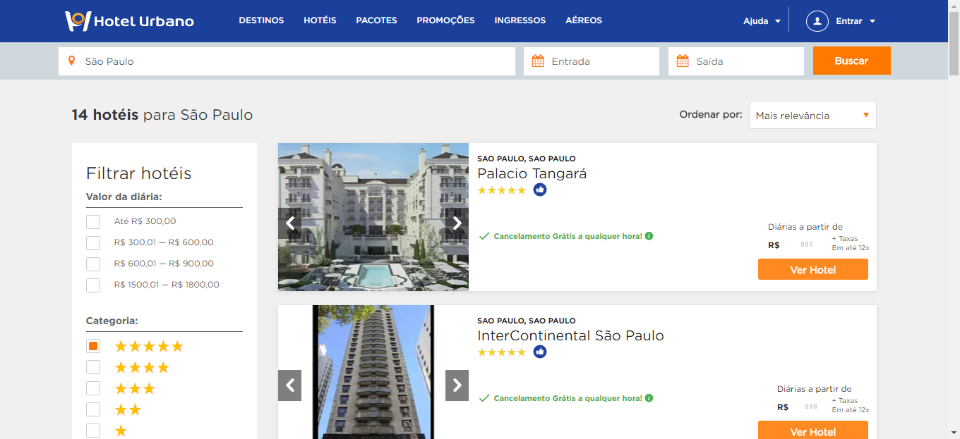 Hotel Urbano
DESTINOS HOTÉIS PACOTES PROMOÇÕES INGRESSOS AÉREOS
Ajuda Entrar
São Paulo Entrada Saída Buscar
14 hotéis para São Paulo
Ordenar por: Mais relevância
Filtrar hotéis
Valor da diária:
Até R$ 300,00
R$ 300,01 — R$ 600,00
R$ 600,01 — R$ 900,00
R$ 1500,01 — R$ 1800,00
Categoria:
SAO PAULO, SAO PAULO
Palacio Tangará
Cancelamento Grátis a qualquer hora!
Diárias a partir de
R$ + Taxas
Em até 12x
Ver Hotel
SAO PAULO, SAO PAULO
InterContinental São Paulo
Cancelamento Grátis a qualquer hora!
Diárias a partir de
R$ + Taxas
Em até 12x
Ver Hotel